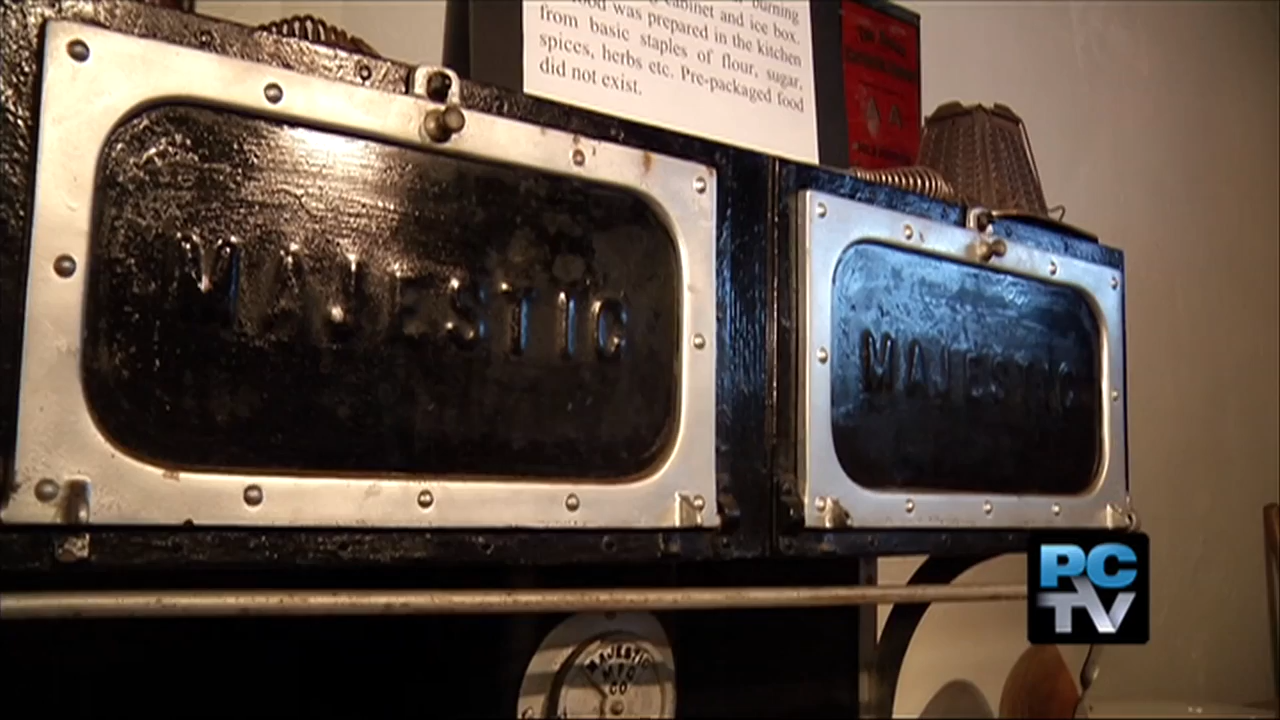 burning
cabinet and ice box.
food was prepared in the kitchen
from basic staples of flour, sugar,
spices, herbs etc. Pre-packaged food
did not exist.
MAJESTIC
MAJESTIC
MAJESTIC
MFG
CO
PC
TV